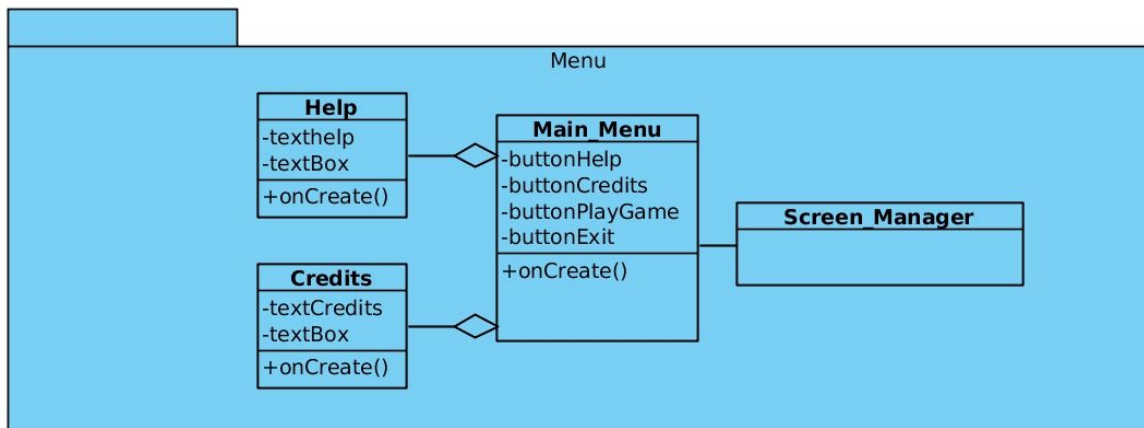 Menu
Help
-texthelp
-textBox
+onCreate()
Main_Menu
-buttonHelp
-buttonCredits
-buttonPlayGame
-buttonExit
+onCreate()
Screen_Manager
Credits
-textCredits
-textBox
+onCreate()